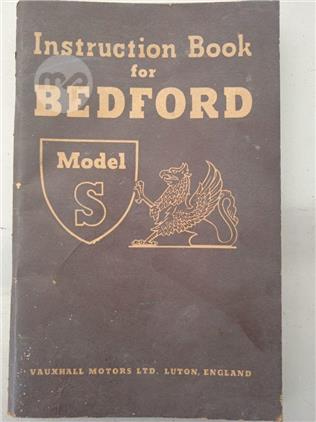 Instruction Book
for
BEDFORD
Model
S
VAUXHALL MOTORS LTD. LUTON, ENGLAND